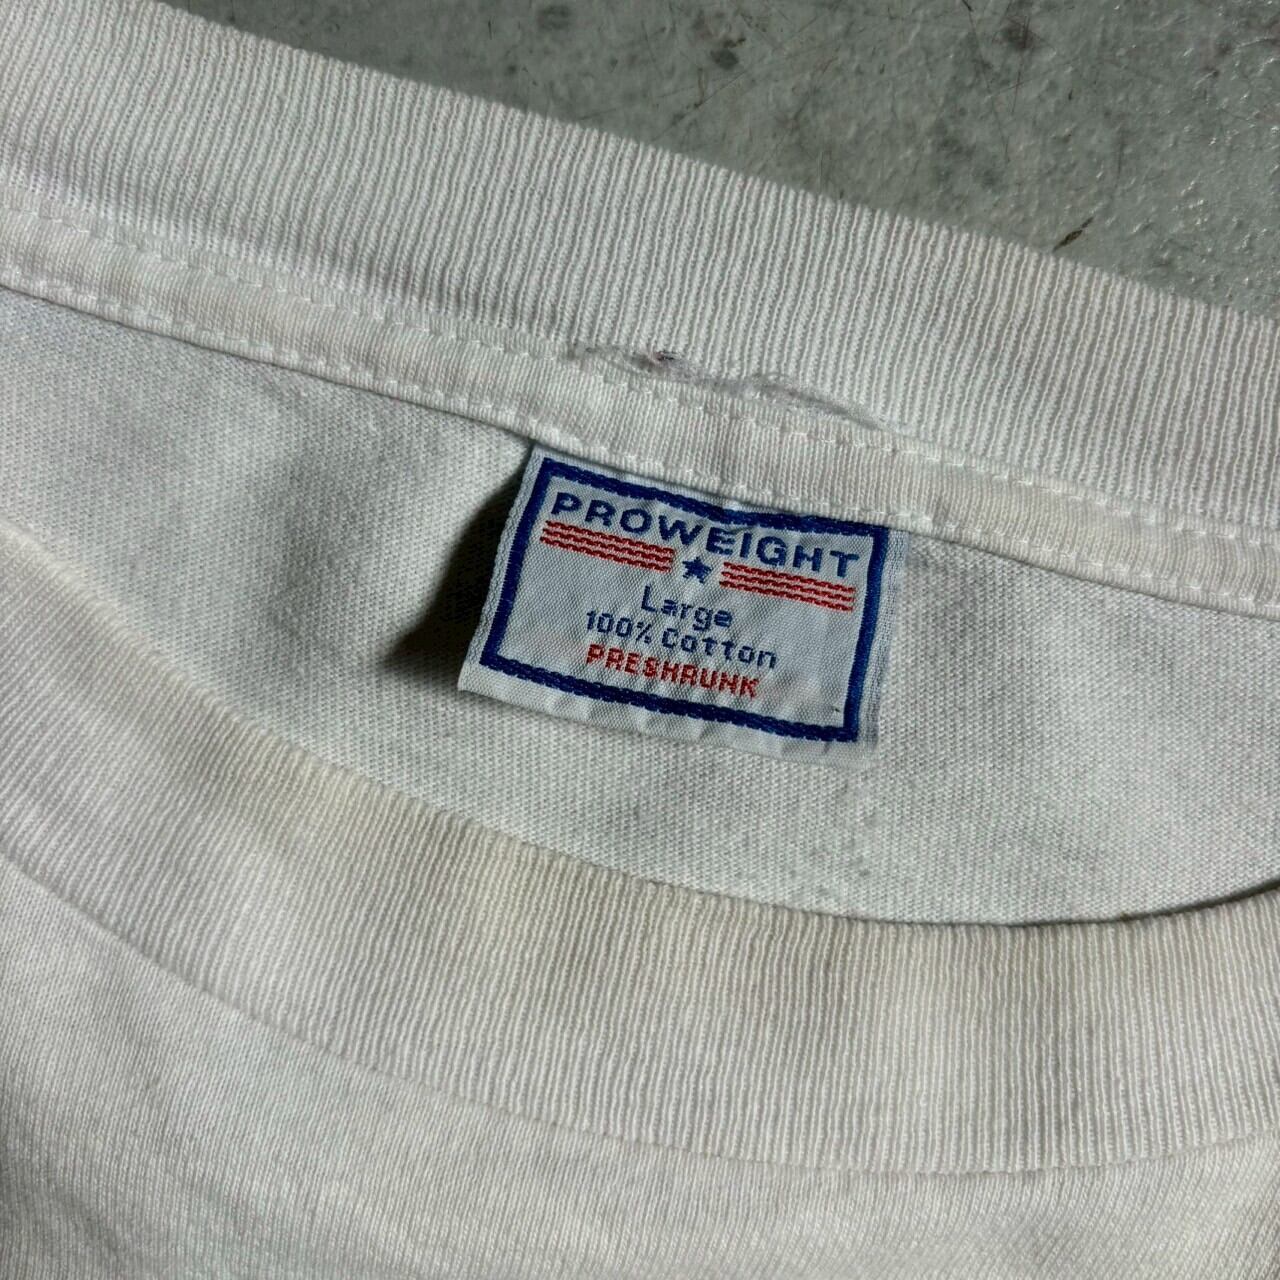 PROWEIGHT
Large
100% Cotton
PRESHRUNK